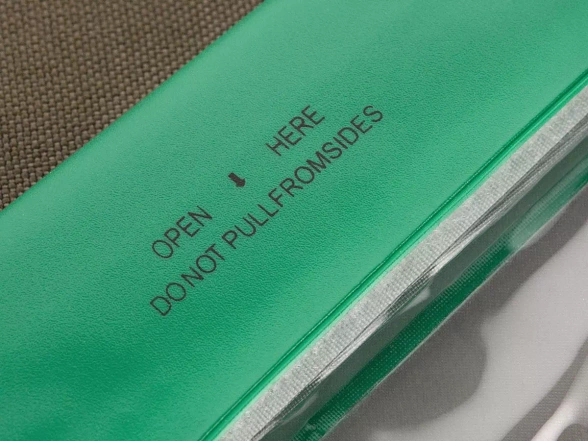 OPEN HERE
DO NOT PULLFROMSIDES